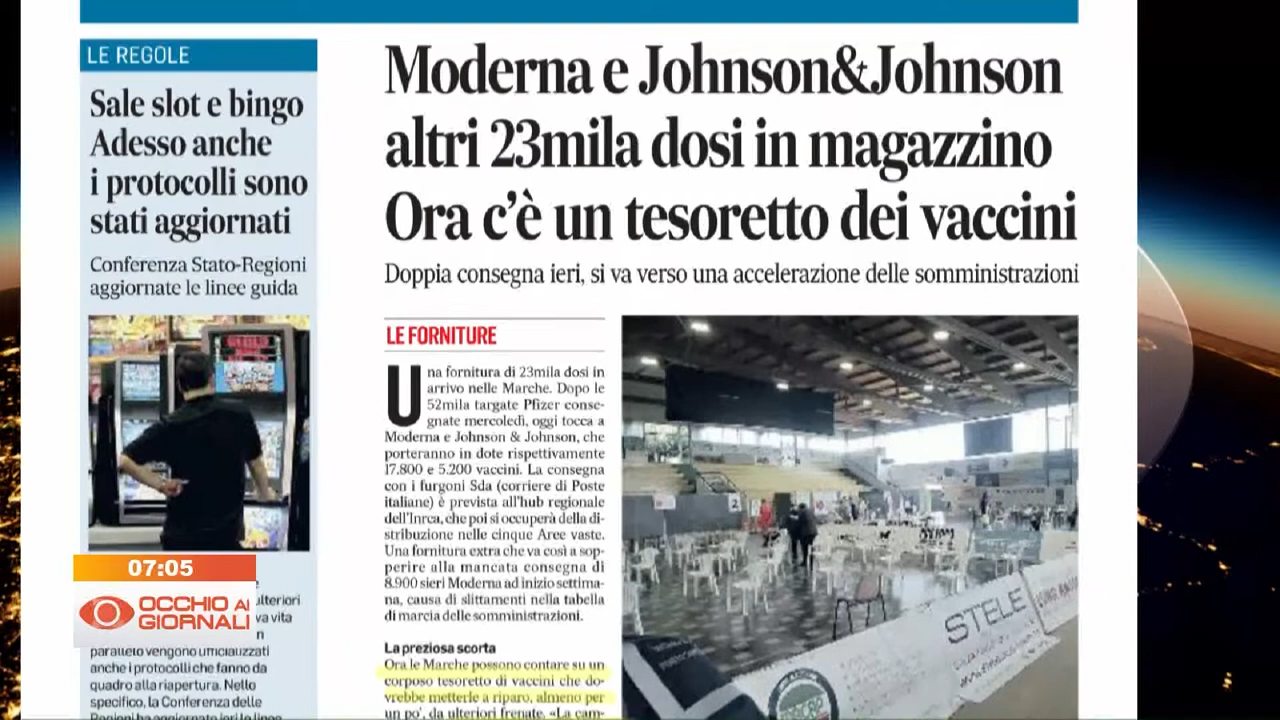 LE REGOLE
Sale slot e bingo
Adesso anche
i protocolli sono
stati aggiornati
Conferenza Stato-Regioni
aggiornate le linee guida
07:05
OCCHIO AI
GIORNALI
ulteriori
va vita
n
parallelo vengono ufficializzati
anche i protocolli che fanno da
quadro alla riapertura. Nello
specifico, la Conferenza delle
Regioni ha aggiornato ieri le linee
Moderna e Johnson&Johnson
altri 23mila dosi in magazzino
Ora c'è un tesoretto dei vaccini
Doppia consegna ieri, si va verso una accelerazione delle somministrazioni
LE FORNITURE
Una fornitura di 23mila dosi in
arrivo nelle Marche. Dopo le
52mila targate Pfizer conse-
gnate mercoledì, oggi tocca a
Moderna e Johnson & Johnson, che
porteranno in dote rispettivamente
17.800 e 5.200 vaccini. La consegna
con i furgoni Sda (corriere di Poste
italiane) è prevista all'hub regionale
dell'Inrca, che poi si occuperà della di-
stribuzione nelle cinque Aree vaste.
Una fornitura extra che va così a sop-
perire alla mancata consegna di
8.900 sieri Moderna ad inizio settima-
na, causa di slittamenti nella tabella
di marcia delle somministrazioni.
La preziosa scorta
Ora le Marche possono contare su un
corposo tesoretto di vaccini che do-
vrebbe metterle a riparo, almeno per
un po', da ulteriori frenate. «La cam-
STELE